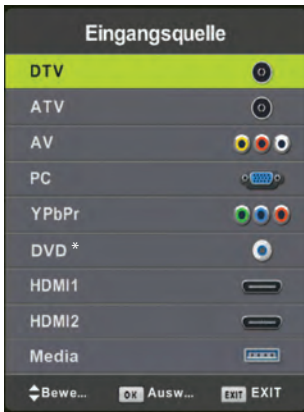 Eingangsquelle
DTV
ATV
AV
PC
YPbPr
DVD *
HDMI1
HDMI2
Media
Bewe... OK Ausw... EXIT EXIT